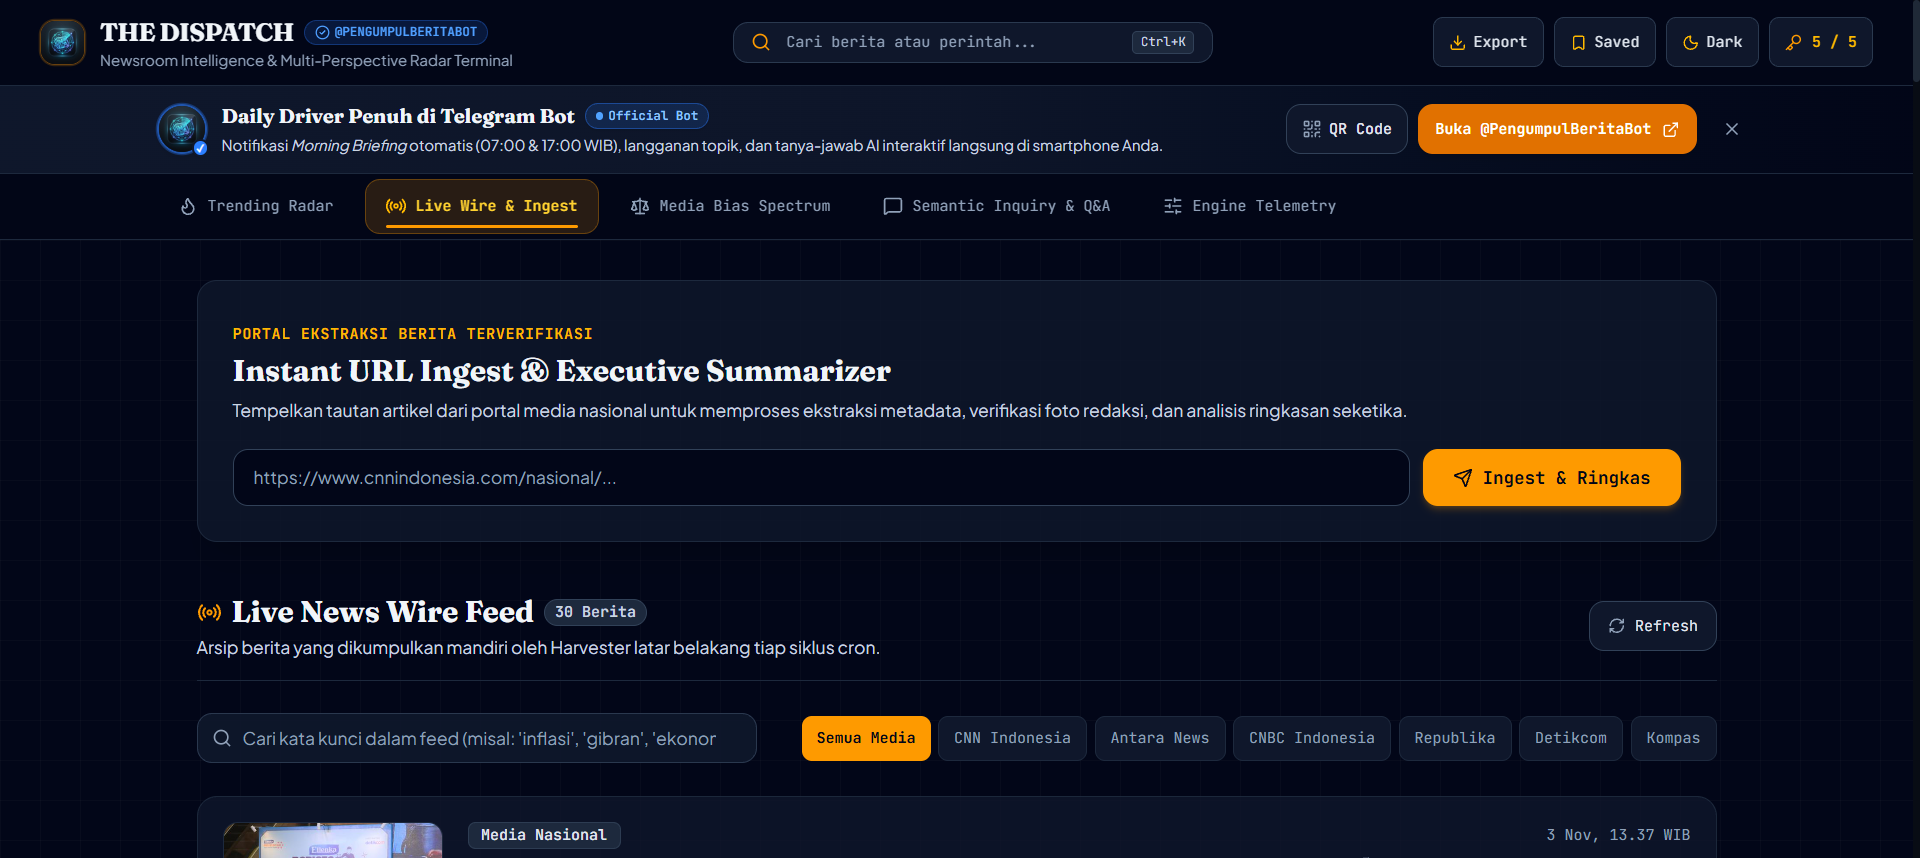 THE DISPATCH
@PENGUMPULBERITABOT
Newsroom Intelligence & Multi-Perspective Radar Terminal
Cari berita atau perintah...
Ctrl+K
Export
Saved
Dark
5 / 5
Daily Driver Penuh di Telegram Bot
Official Bot
Notifikasi Morning Briefing otomatis (07:00 & 17:00 WIB), langganan topik, dan tanya-jawab AI interaktif langsung di smartphone Anda.
QR Code
Buka @PengumpulBeritaBot
Trending Radar
Live Wire & Ingest
Media Bias Spectrum
Semantic Inquiry & Q&A
Engine Telemetry
PORTAL EKSTRAKSI BERITA TERVERIFIKASI
Instant URL Ingest & Executive Summarizer
Tempelkan tautan artikel dari portal media nasional untuk memproses ekstraksi metadata, verifikasi foto redaksi, dan analisis ringkasan seketika.
https://www.cnnindonesia.com/nasional/...
Ingest & Ringkas
Live News Wire Feed
30 Berita
Arsip berita yang dikumpulkan mandiri oleh Harvester latar belakang tiap siklus cron.
Refresh
Cari kata kunci dalam feed (misal: 'inflasi', 'gibran', 'ekonor
Semua Media
CNN Indonesia
Antara News
CNBC Indonesia
Republika
Detikcom
Kompas
Media Nasional
3 Nov, 13.37 WIB